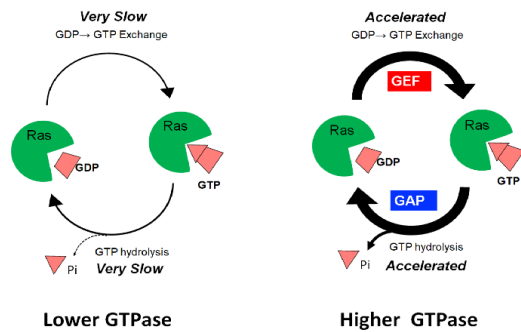 Very Slow
GDP→ GTP Exchange
Ras
GDP
Ras
GTP
GTP hydrolysis
Pi
Very Slow
Lower GTPase
Accelerated
GDP→ GTP Exchange
GEF
Ras
GDP
Ras
GTP
GAP
GTP hydrolysis
Pi
Accelerated
Higher GTPase